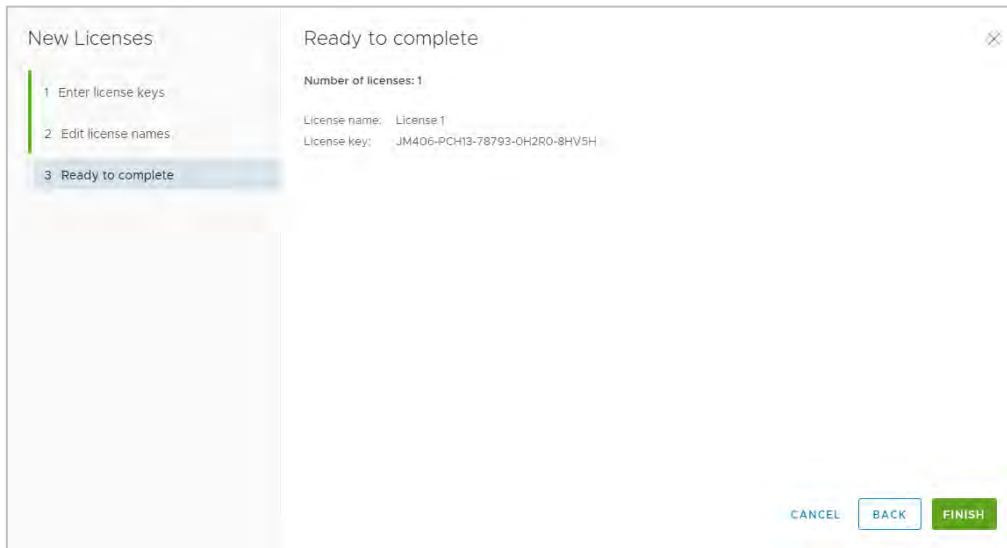 New Licenses
1 Enter license keys
2 Edit license names
3 Ready to complete
Ready to complete
Number of licenses: 1
License name: License 1
License key: JM406-PCH13-78793-0H2R0-8HV5H
CANCEL
BACK
FINISH